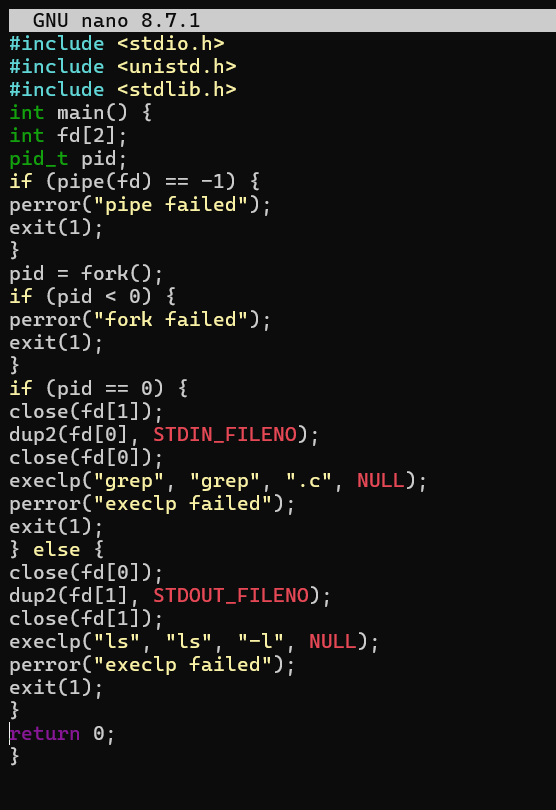 GNU nano 8.7.1
#include <stdio.h>
#include <unistd.h>
#include <stdlib.h>
int main() {
int fd[2];
pid_t pid;
if (pipe(fd) == -1) {
perror("pipe failed");
exit(1);
}
pid = fork();
if (pid < 0) {
perror("fork failed");
exit(1);
}
if (pid == 0) {
close(fd[1]);
dup2(fd[0], STDIN_FILENO);
close(fd[0]);
execlp("grep", "grep", ".c", NULL);
perror("execlp failed");
exit(1);
} else {
close(fd[0]);
dup2(fd[1], STDOUT_FILENO);
close(fd[1]);
execlp("ls", "ls", "-l", NULL);
perror("execlp failed");
exit(1);
}
return 0;
}